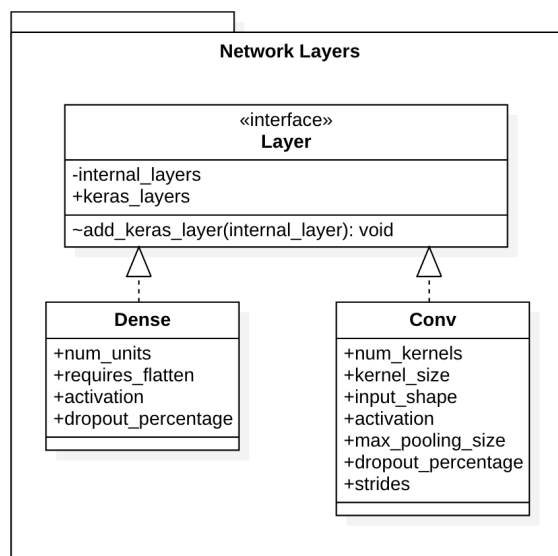 Network Layers
«interface»
Layer
-internal_layers
+keras_layers
~add_keras_layer(internal_layer): void
Dense
+num_units
+requires_flatten
+activation
+dropout_percentage
Conv
+num_kernels
+kernel_size
+input_shape
+activation
+max_pooling_size
+dropout_percentage
+strides